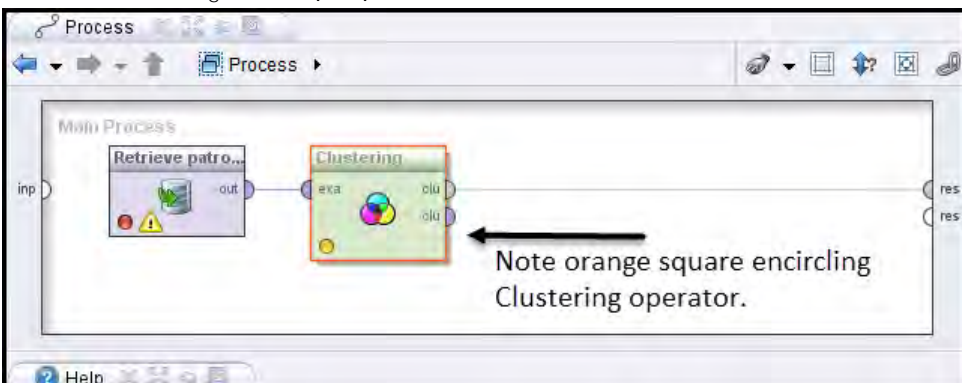 Process
Process
Main Process
Retrieve patro...
Clustering
inp
out
exa
clu
clu
res
res
Note orange square encircling
Clustering operator.
Help